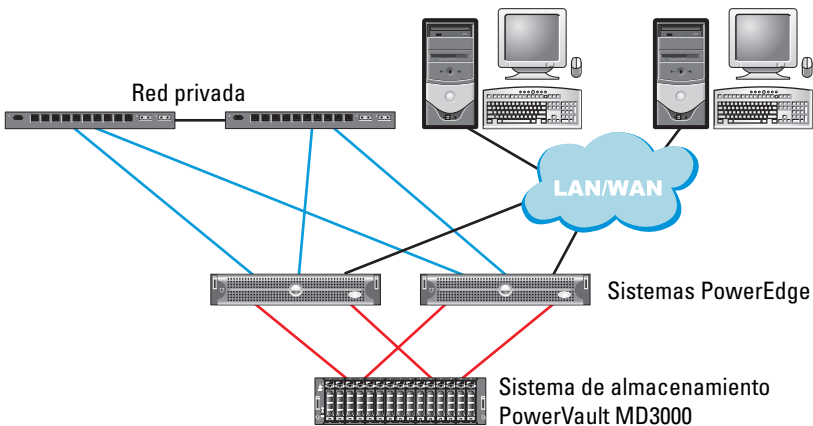 Red privada
LAN/WAN
Sistemas PowerEdge
Sistema de almacenamiento
PowerVault MD3000